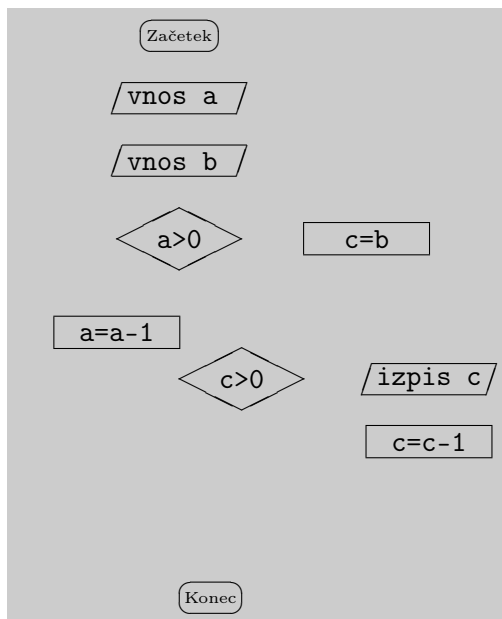 Začetek
vnos a
vnos b
a>0
c=b
a=a-1
c>0
izpis c
c=c-1
Konec